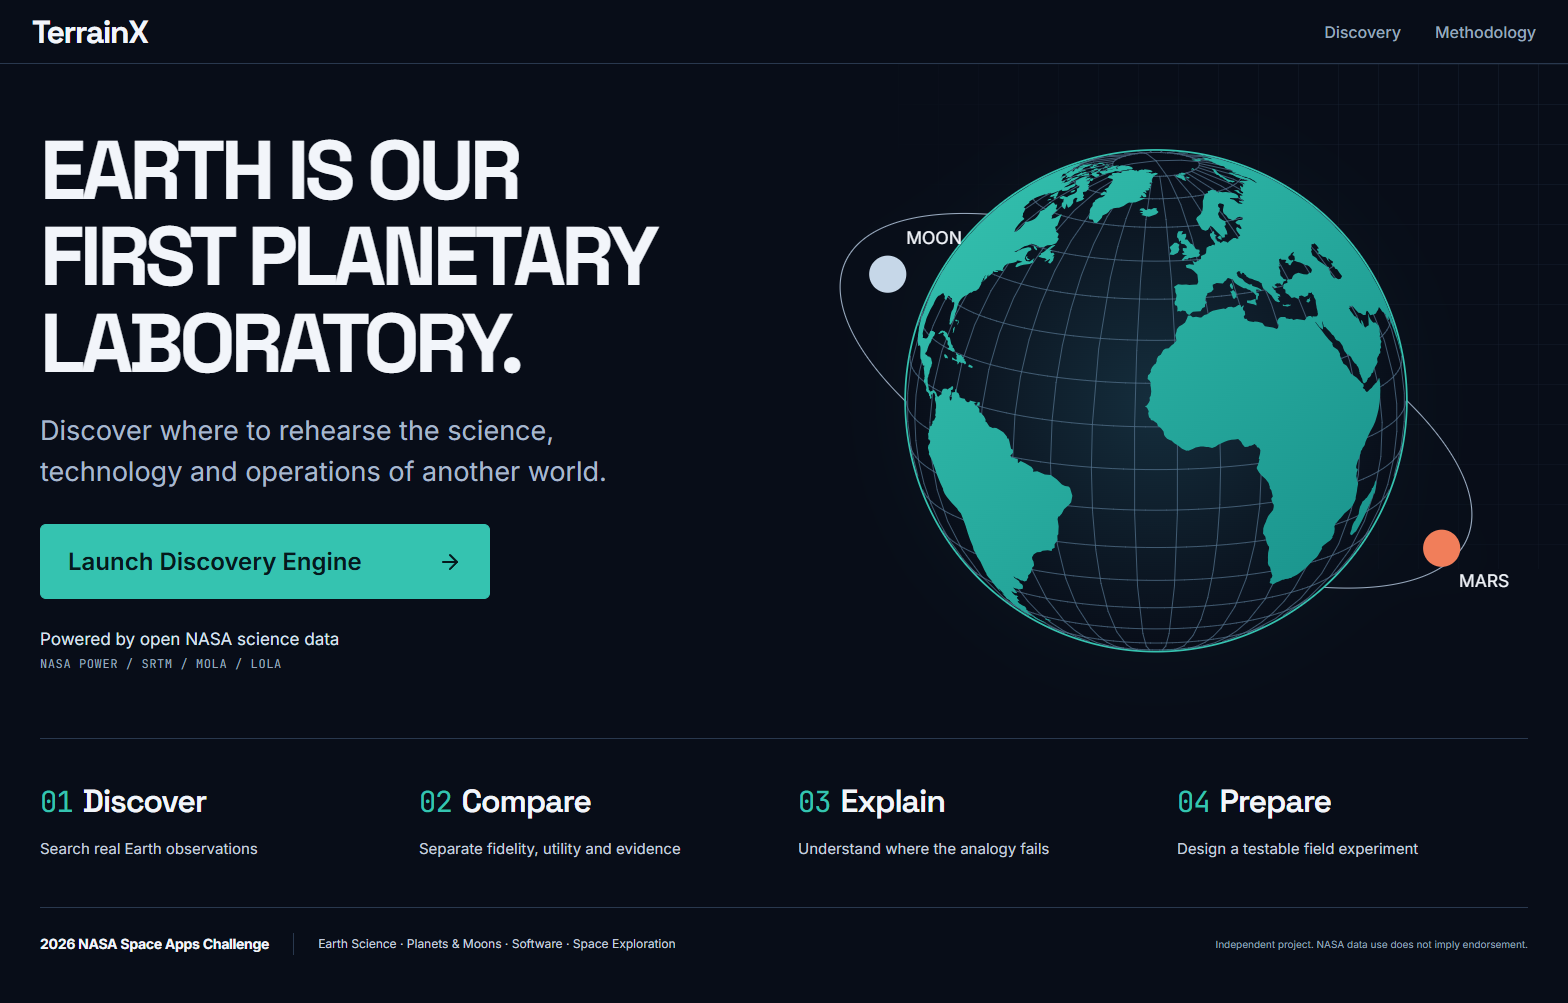 TerrainX
Discovery
Methodology
EARTH IS OUR
FIRST PLANETARY
LABORATORY.
Discover where to rehearse the science,
technology and operations of another world.
Launch Discovery Engine →
Powered by open NASA science data
NASA POWER / SRTM / MOLA / LOLA
MOON
MARS
01 Discover
Search real Earth observations
02 Compare
Separate fidelity, utility and evidence
03 Explain
Understand where the analogy fails
04 Prepare
Design a testable field experiment
2026 NASA Space Apps Challenge
Earth Science · Planets & Moons · Software · Space Exploration
Independent project. NASA data use does not imply endorsement.